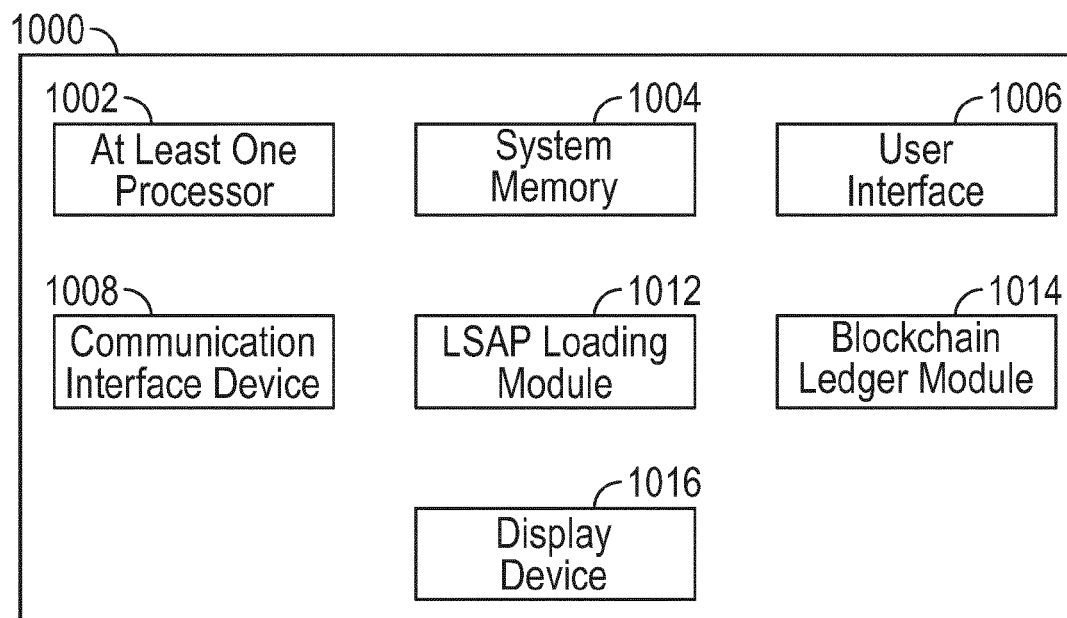 1000
1002
At Least One
Processor
1004
System
Memory
1006
User
Interface
1008
Communication
Interface Device
1012
LSAP Loading
Module
1014
Blockchain
Ledger Module
1016
Display
Device